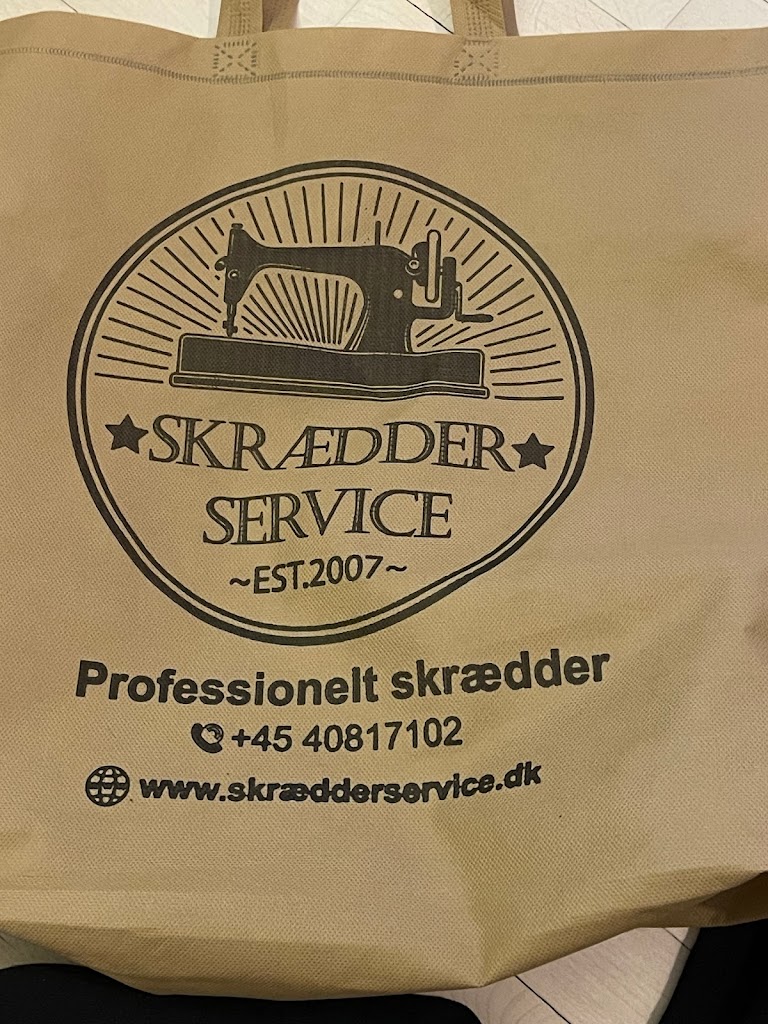 SKRÆDDER
SERVICE
~EST.2007~
Professionelt skrædder
+45 40817102
www.skrædderservice.dk